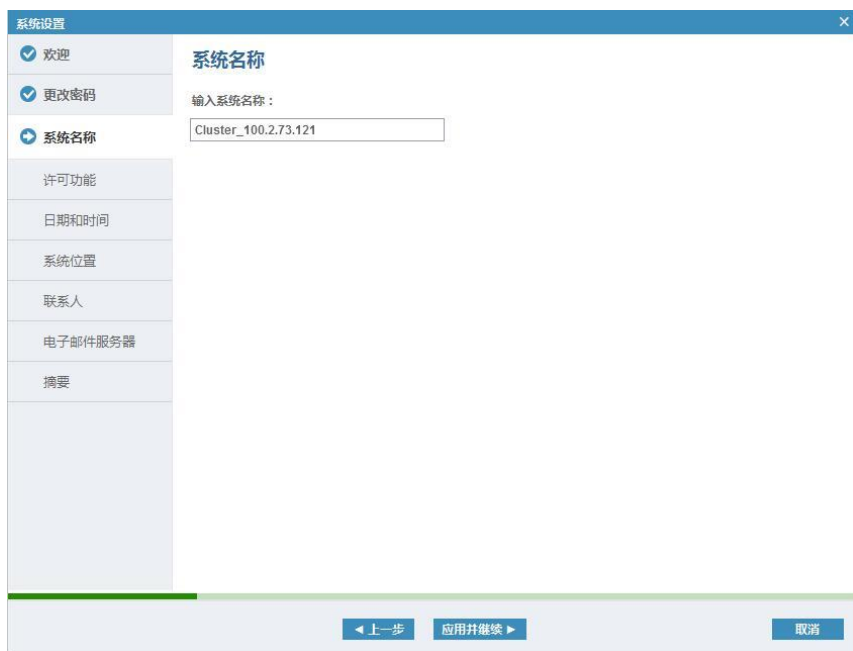 系统设置
欢迎
更改密码
系统名称
许可功能
日期和时间
系统位置
联系人
电子邮件服务器
摘要
系统名称
输入系统名称：
Cluster_100.2.73.121
上一步
应用并继续
取消